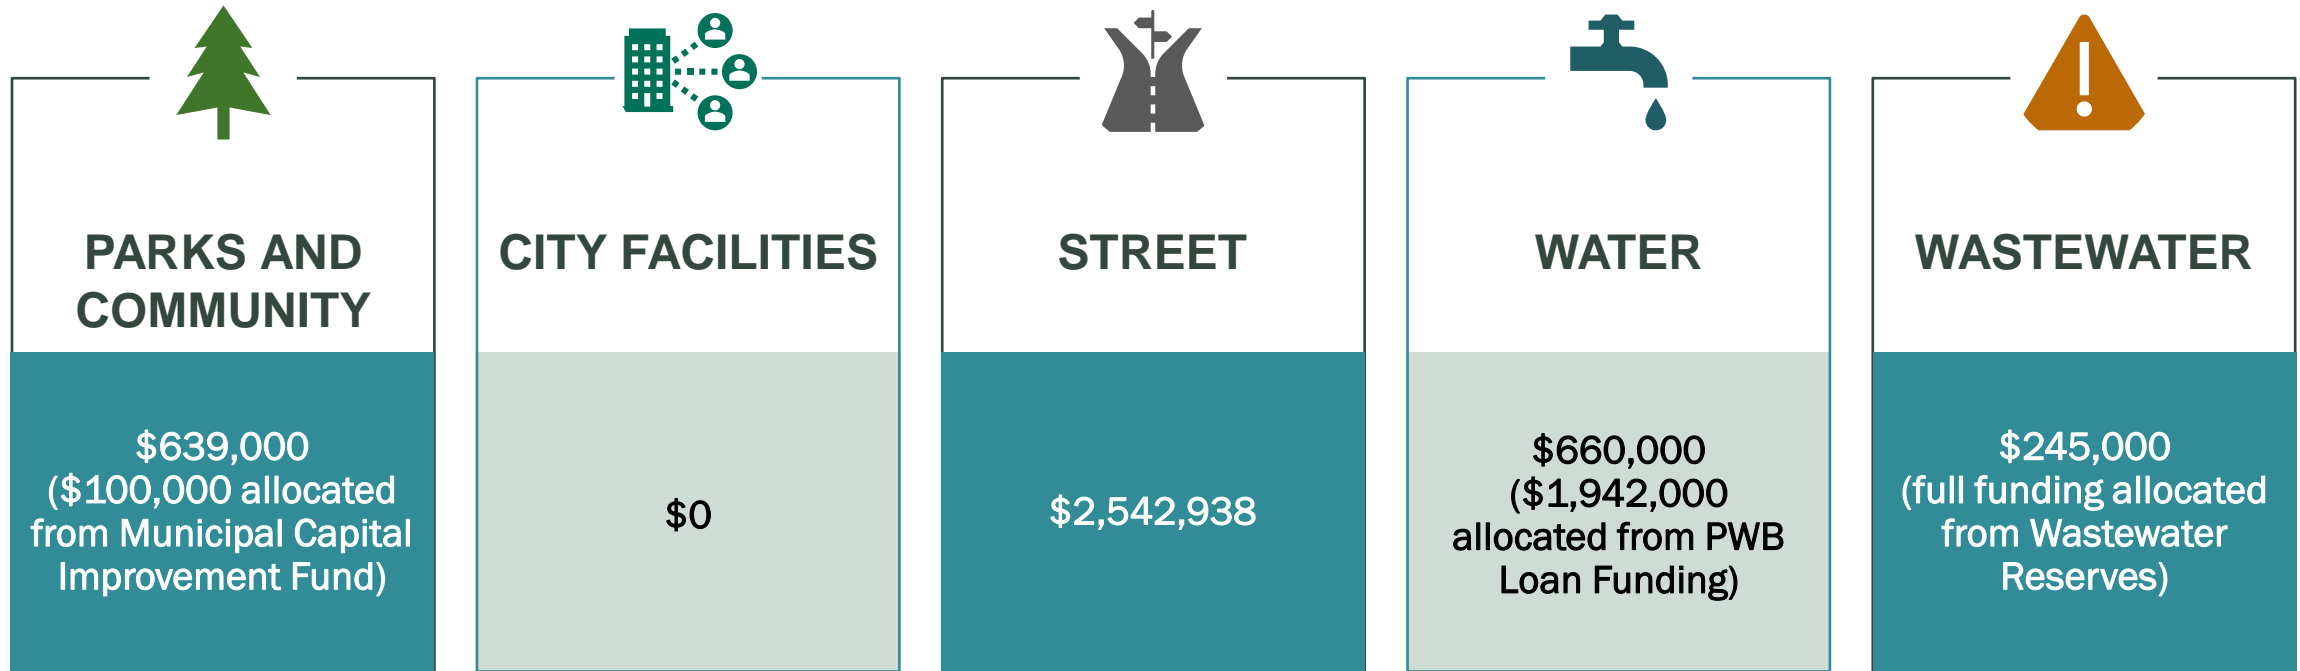 PARKS AND
COMMUNITY
$639,000
($100,000 allocated
from Municipal Capital
Improvement Fund)
CITY FACILITIES
$0
STREET
$2,542,938
WATER
$660,000
($1,942,000
allocated from PWB
Loan Funding)
WASTEWATER
$245,000
(full funding allocated
from Wastewater
Reserves)